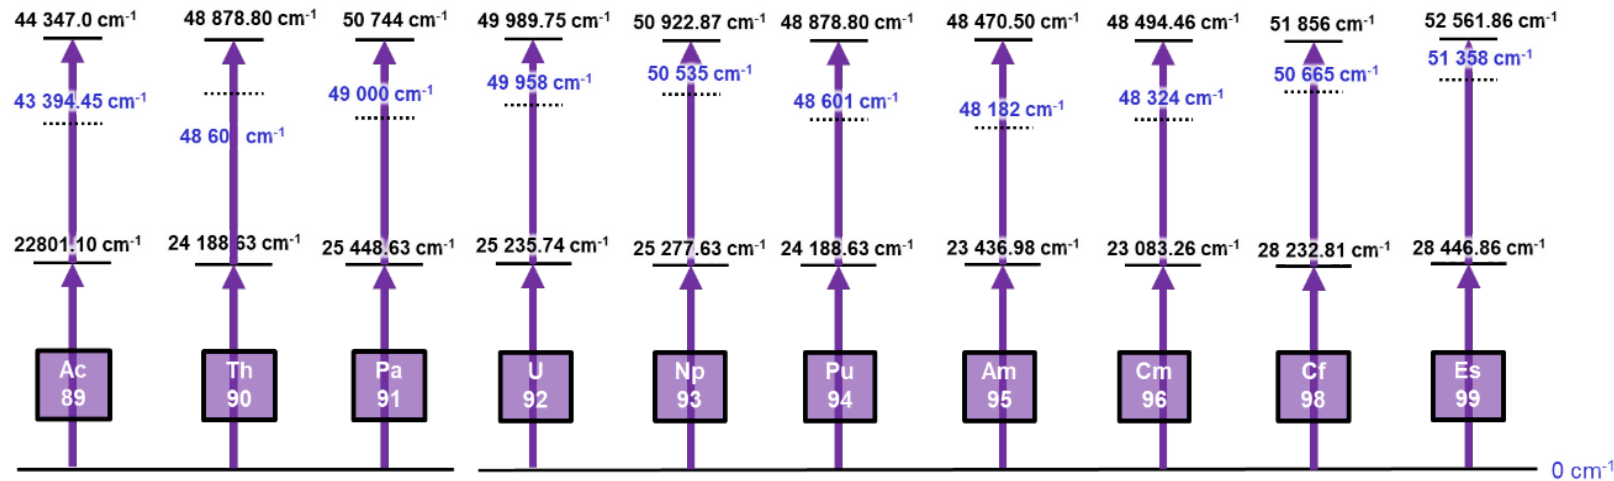 44 347.0 cm-1 48 878.80 cm-1 50 744 cm-1 49 989.75 cm-1 50 922.87 cm-1 48 878.80 cm-1 48 470.50 cm-1 48 494.46 cm-1 51 856 cm-1 52 561.86 cm-1
43 394.45 cm-1 48 60 cm-1 49 000 cm-1 49 958 cm-1 50 535 cm-1 48 601 cm-1 48 182 cm-1 48 324 cm-1 50 665 cm-1 51 358 cm-1
22801.10 cm-1 24 188.63 cm-1 25 448.63 cm-1 25 235.74 cm-1 25 277.63 cm-1 24 188.63 cm-1 23 436.98 cm-1 23 083.26 cm-1 28 232.81 cm-1 28 446.86 cm-1
Ac Th Pa U Np Pu Am Cm Cf Es
89 90 91 92 93 94 95 96 98 99
0 cm-1